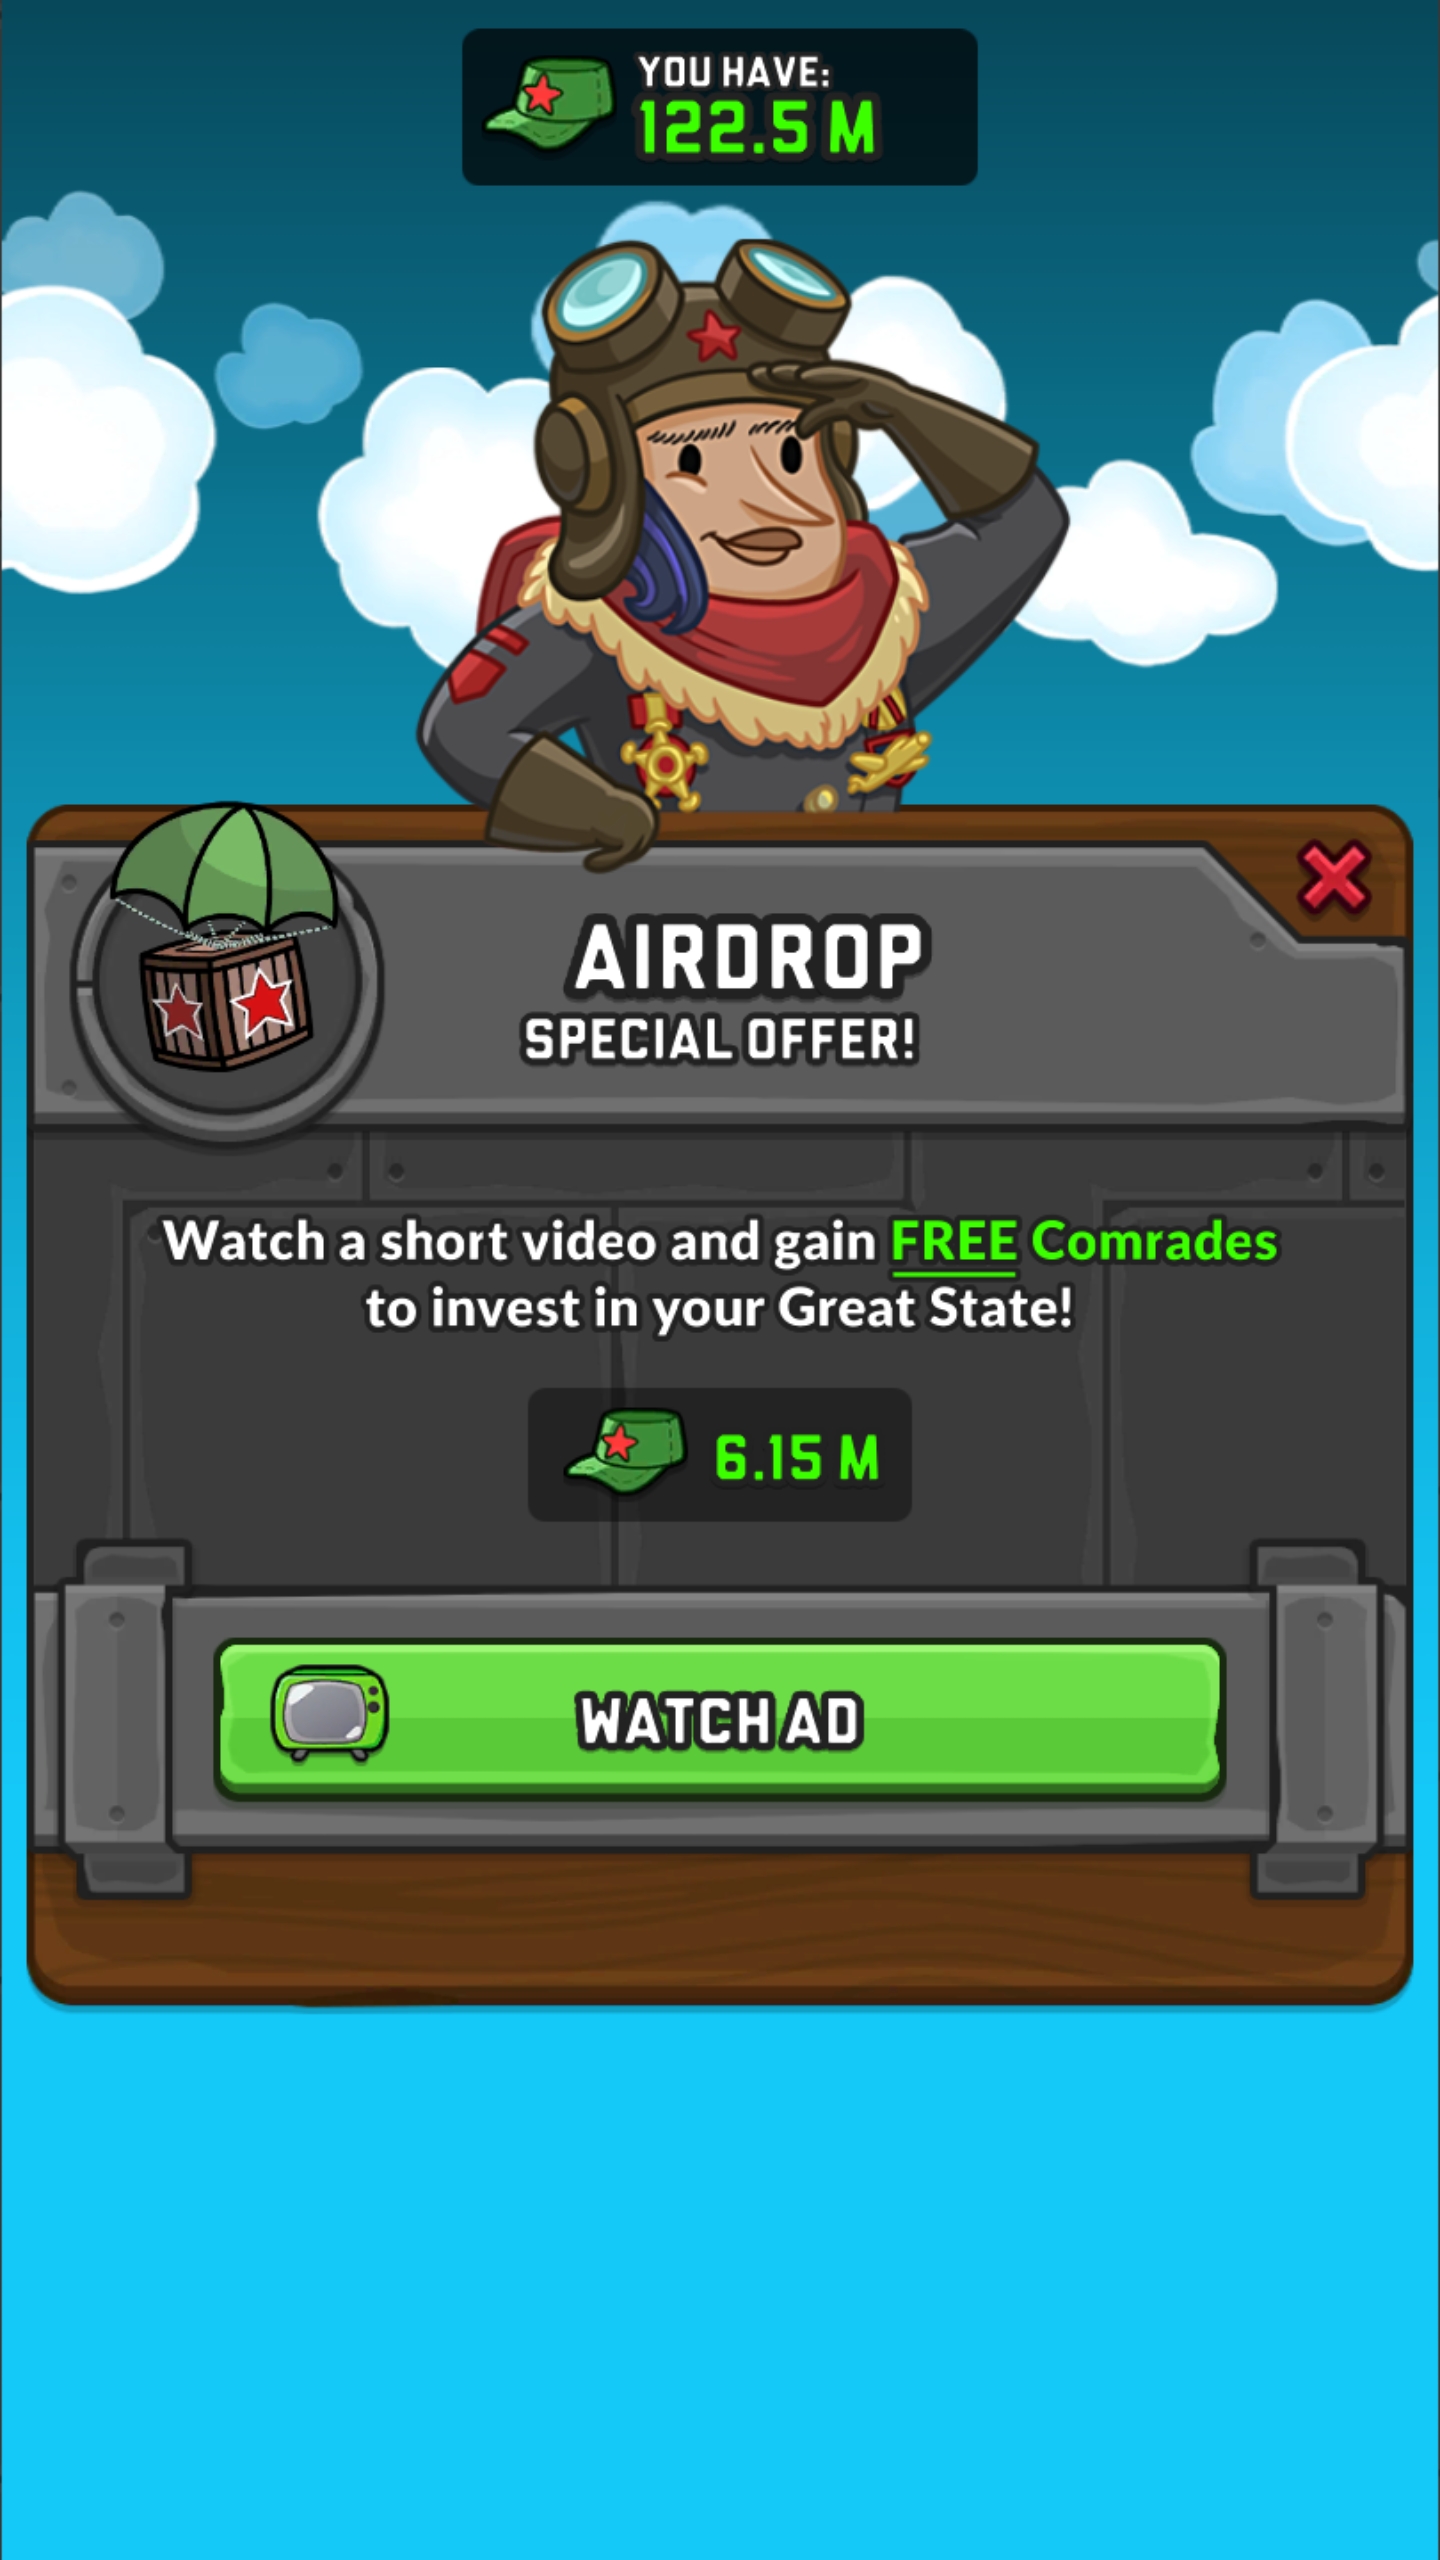 YOU HAVE:
122.5 M
AIRDROP
SPECIAL OFFER!
Watch a short video and gain FREE Comrades
to invest in your Great State!
6.15 M
WATCH AD